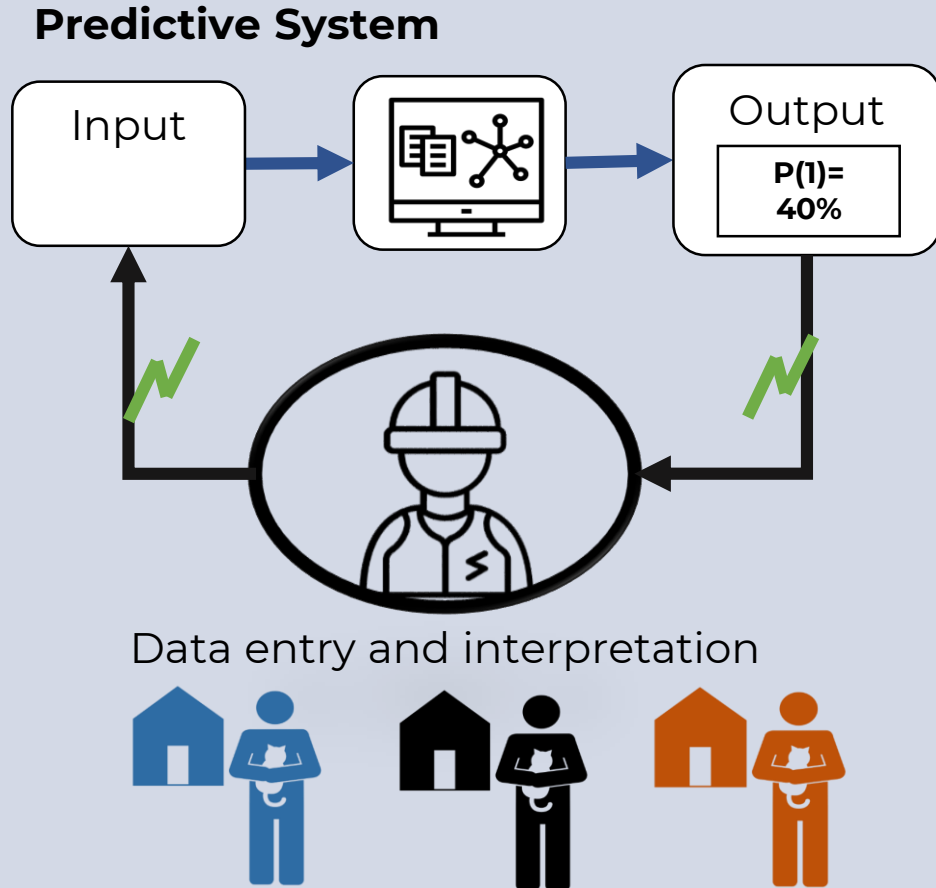 Predictive System
Input
Output
P(1)=
40%
Data entry and interpretation